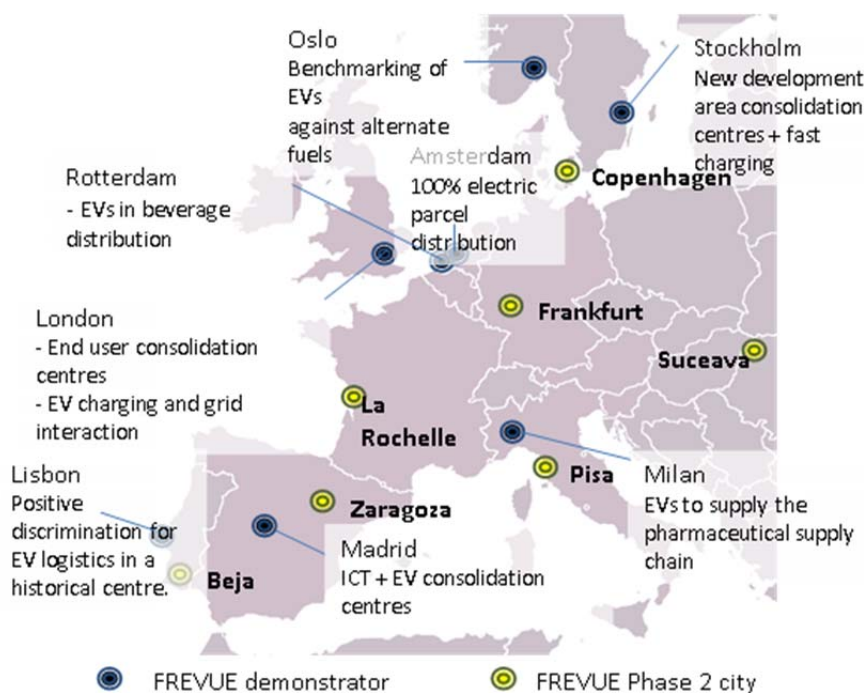 Oslo
Benchmarking of
EVs
against alternate
fuels
Stockholm
New development
area consolidation
centres + fast
charging
Amsterdam
100% electric
parcel
distribution
Copenhagen
Rotterdam
- EVs in beverage
distribution
London
- End user consolidation
centres
- EV charging and grid
interaction
Frankfurt
Suceava
La
Rochelle
Lisbon
Positive
discrimination for
EV logistics in a
historical centre.
Zaragoza
Pisa
Milan
EVs to supply the
pharmaceutical supply
chain
Beja
Madrid
ICT + EV consolidation
centres
FREVUE demonstrator
FREVUE Phase 2 city